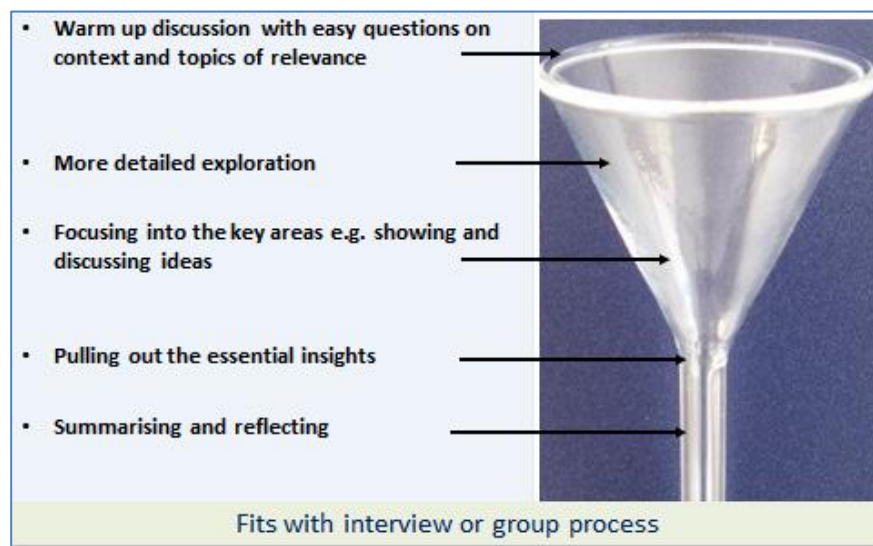 • Warm up discussion with easy questions on
context and topics of relevance
• More detailed exploration
• Focusing into the key areas e.g. showing and
discussing ideas
• Pulling out the essential insights
• Summarising and reflecting
Fits with interview or group process